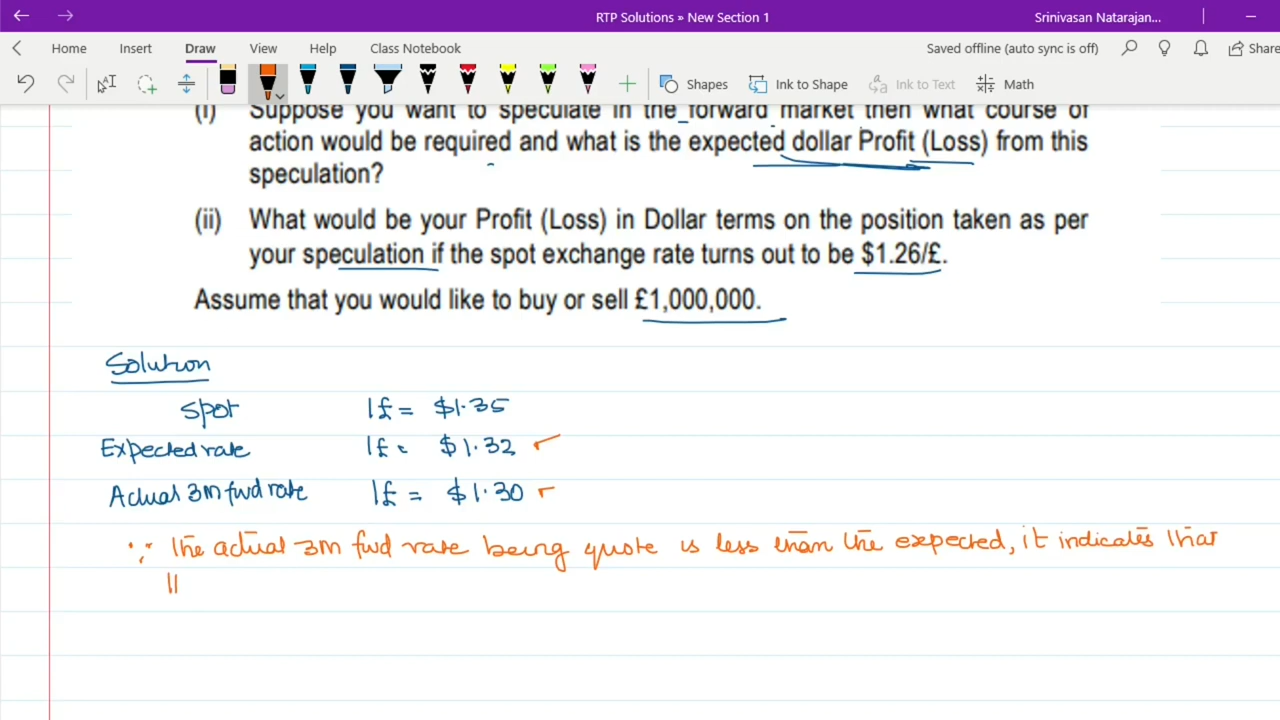 RTP Solutions » New Section 1
Srinivasan Natarajan...
Home Insert Draw View Help Class Notebook
Saved offline (auto sync is off)
Share
Shapes
Ink to Shape
Ink to Text
Math
(i) Suppose you want to speculate in the forward market then what course of
action would be required and what is the expected dollar Profit (Loss) from this
speculation?
(ii) What would be your Profit (Loss) in Dollar terms on the position taken as per
your speculation if the spot exchange rate turns out to be $1.26/£.
Assume that you would like to buy or sell £1,000,000.
Solution
Spot 1£ = $1.35
Expected rate 1£ = $1.32
Actual 3M fwd rate 1£ = $1.30
∵ The actual 3M fwd rate being quote is less than the expected, it indicates that